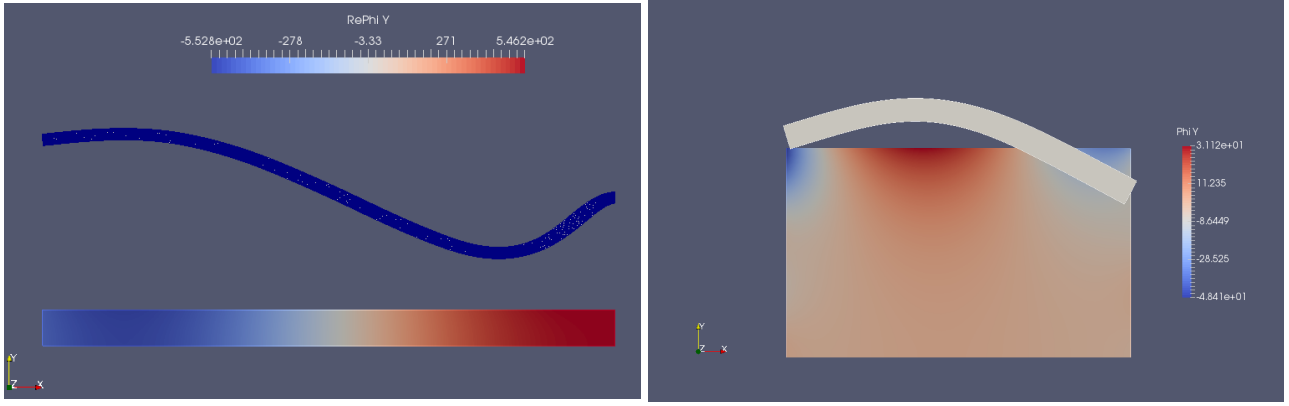 RePhi Y
-5.528e+02 -278 -3.33 271 5.462e+02
Y
Z X
Phi Y
3.112e+01
11.235
-8.6449
-28.525
-4.841e+01
Y
Z X